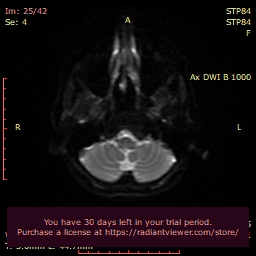 Im: 25/42
Se: 4
A
STP84
STP84
F
Ax DWI B 1000
R
L
You have 30 days left in your trial period.
Purchase a license at https://radiantviewer.com/store/